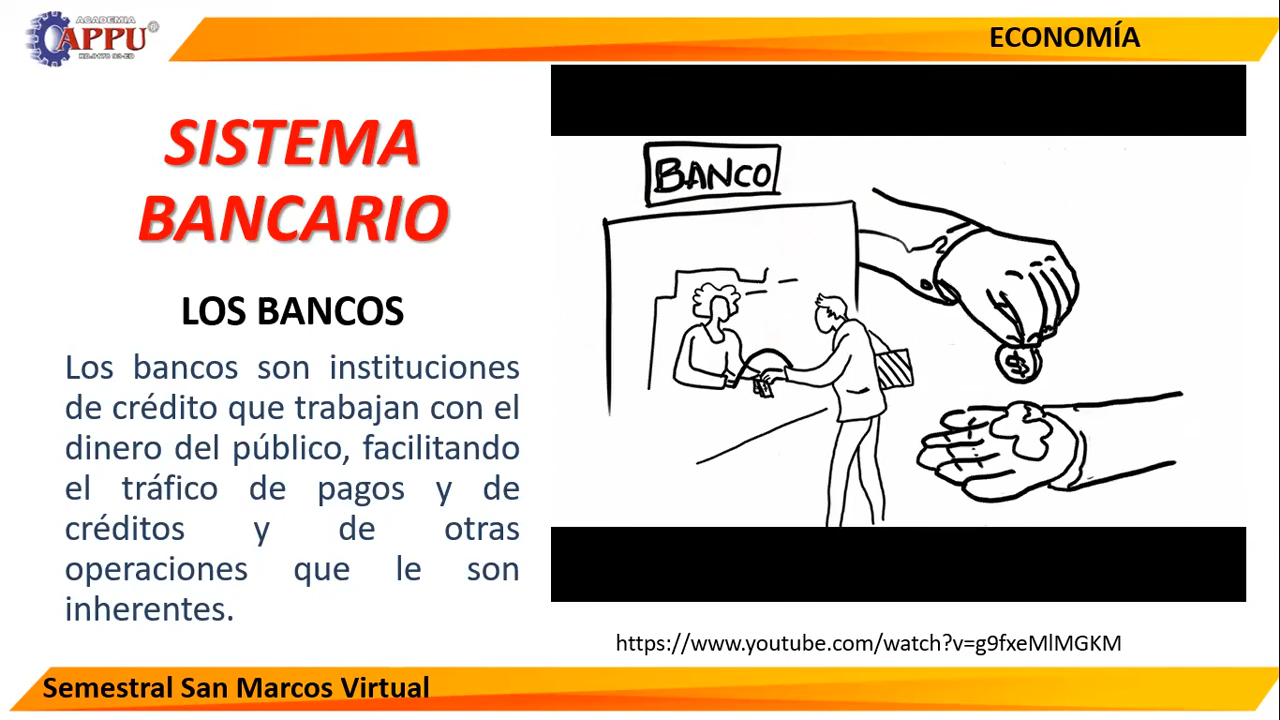 ACADEMIA
APPU
ECONOMÍA
SISTEMA
BANCARIO
LOS BANCOS
Los bancos son instituciones
de crédito que trabajan con el
dinero del público, facilitando
el tráfico de pagos y de
créditos y de otras
operaciones que le son
inherentes.
BANCO
$
https://www.youtube.com/watch?v=g9fxeMlMGKM
Semestral San Marcos Virtual